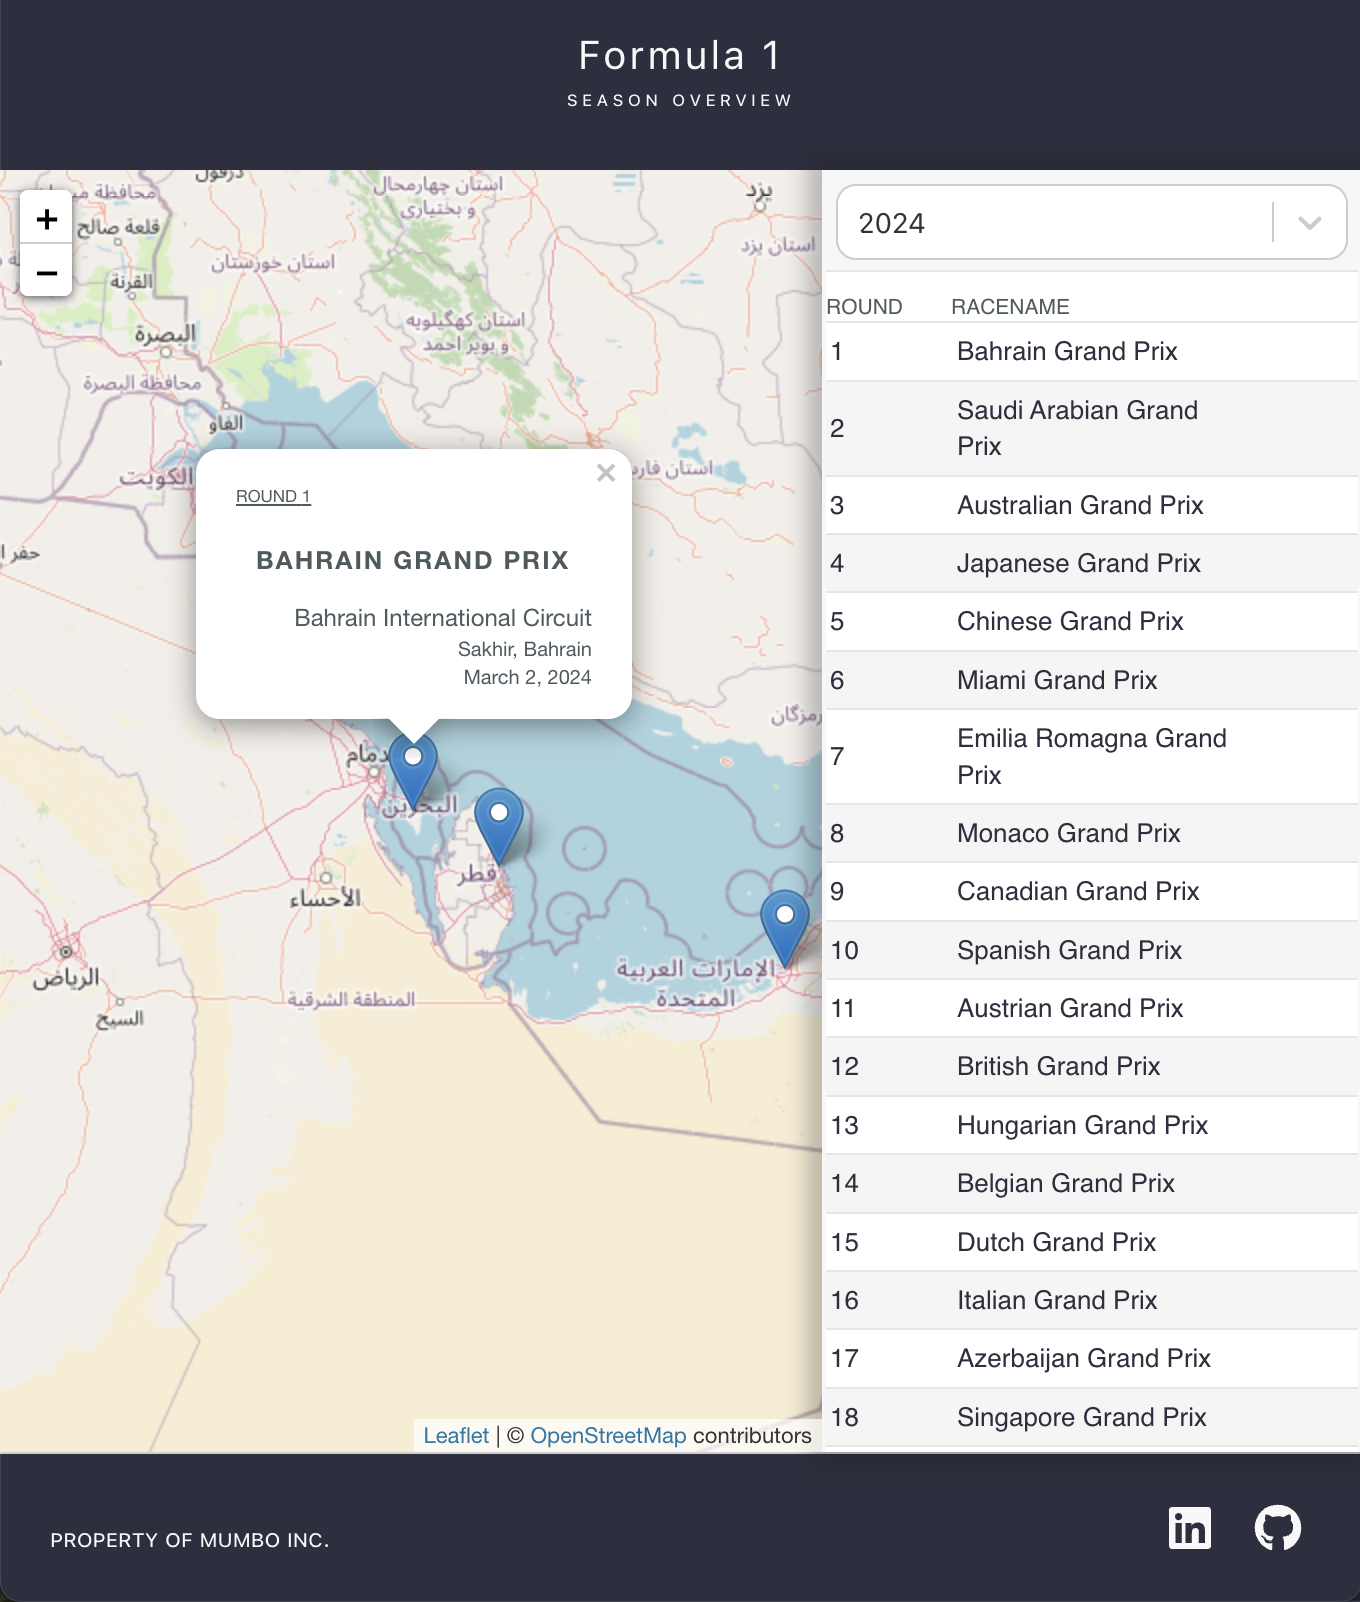 Formula 1
SEASON OVERVIEW
+
−
دزفول
استان چهارمحال
و بختیاری
یزد
قلعة صالح
استان خوزستان
استان یزد
القرنة
البصرة
استان کهگیلویه
و بویر احمد
محافظة البصرة
الفاو
الكويت
ROUND 1
BAHRAIN GRAND PRIX
Bahrain International Circuit
Sakhir, Bahrain
March 2, 2024
البحرين
قطر
الأحساء
الرياض
السيح
المنطقة الشرقية
الإمارات العربية
المتحدة
Leaflet | © OpenStreetMap contributors
2024
ROUND RACENAME
1 Bahrain Grand Prix
2 Saudi Arabian Grand
Prix
3 Australian Grand Prix
4 Japanese Grand Prix
5 Chinese Grand Prix
6 Miami Grand Prix
7 Emilia Romagna Grand
Prix
8 Monaco Grand Prix
9 Canadian Grand Prix
10 Spanish Grand Prix
11 Austrian Grand Prix
12 British Grand Prix
13 Hungarian Grand Prix
14 Belgian Grand Prix
15 Dutch Grand Prix
16 Italian Grand Prix
17 Azerbaijan Grand Prix
18 Singapore Grand Prix
PROPERTY OF MUMBO INC.
in